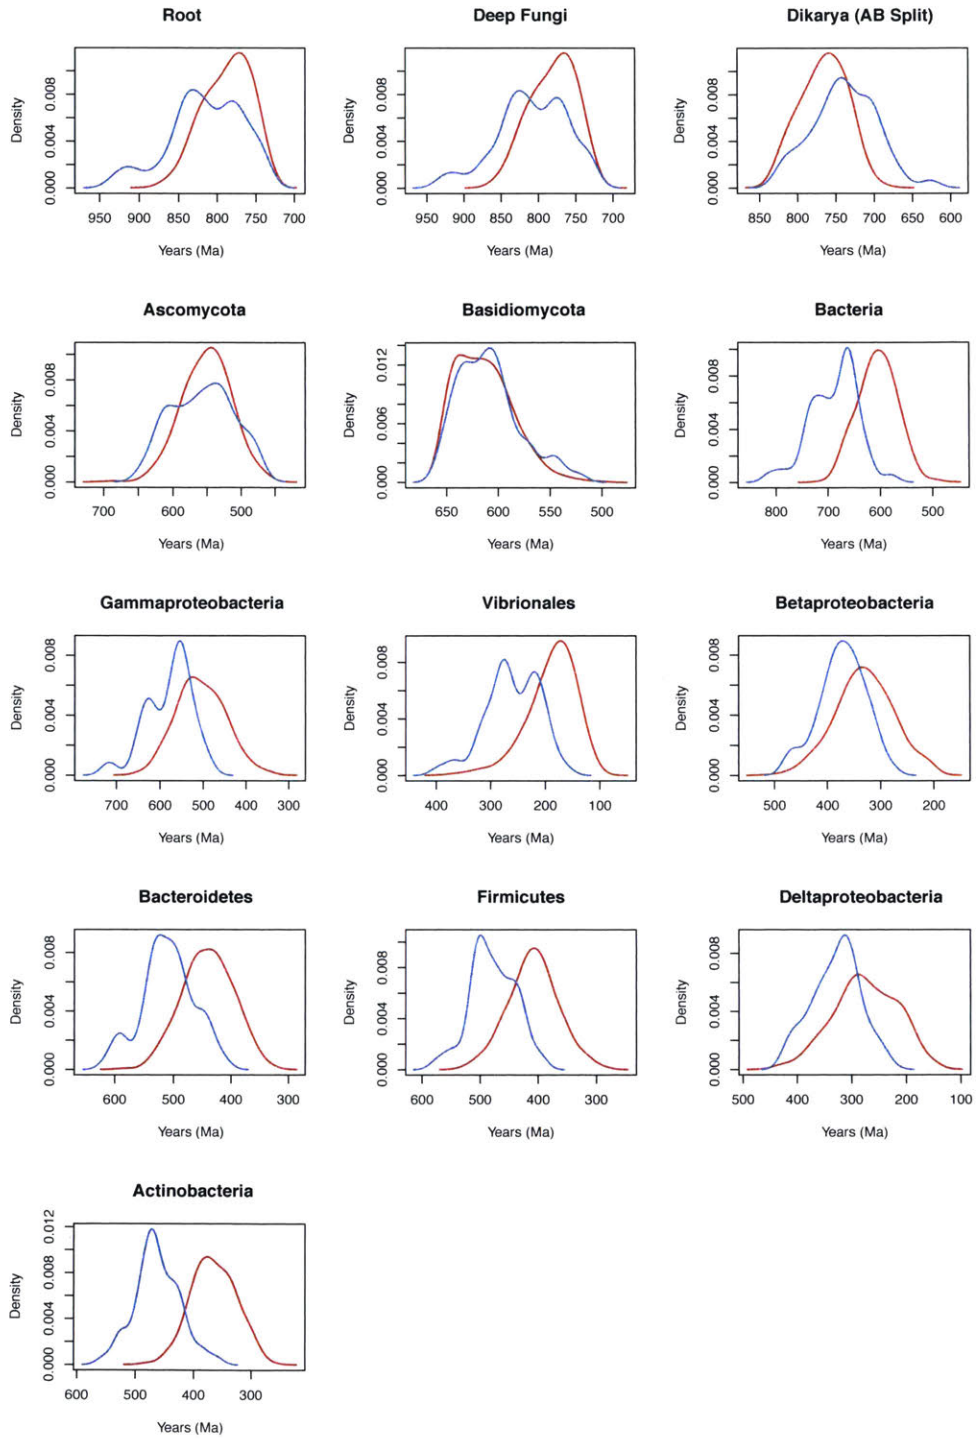 Root
Density
0.000 0.004 0.008
950 900 850 800 750 700
Years (Ma)
Deep Fungi
Density
0.000 0.004 0.008
950 900 850 800 750 700
Years (Ma)
Dikarya (AB Split)
Density
0.000 0.004 0.008
850 800 750 700 650 600
Years (Ma)
Ascomycota
Density
0.000 0.004 0.008
700 600 500
Years (Ma)
Basidiomycota
Density
0.000 0.006 0.012
650 600 550 500
Years (Ma)
Bacteria
Density
0.000 0.004 0.008
800 700 600 500
Years (Ma)
Gammaproteobacteria
Density
0.000 0.004 0.008
700 600 500 400 300
Years (Ma)
Vibrionales
Density
0.000 0.004 0.008
400 300 200 100
Years (Ma)
Betaproteobacteria
Density
0.000 0.004 0.008
500 400 300 200
Years (Ma)
Bacteroidetes
Density
0.000 0.004 0.008
600 500 400 300
Years (Ma)
Firmicutes
Density
0.000 0.004 0.008
600 500 400 300
Years (Ma)
Deltaproteobacteria
Density
0.000 0.004 0.008
500 400 300 200 100
Years (Ma)
Actinobacteria
Density
0.000 0.004 0.008 0.012
600 500 400 300
Years (Ma)